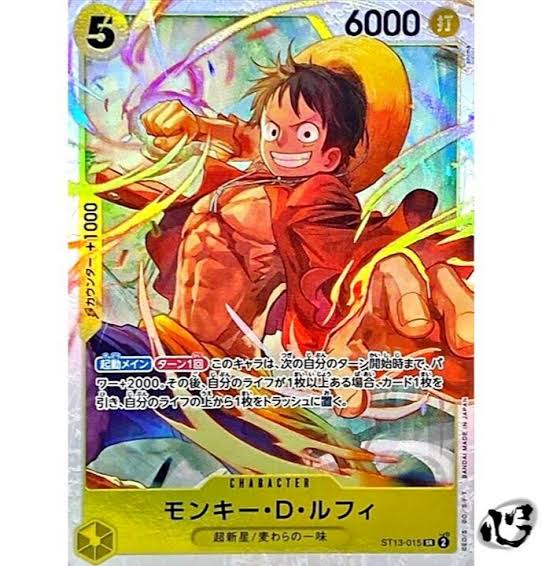 5
6000 打
カウンター +1000
起動メイン ターン1回 このキャラは、次の自分のターン開始時まで、パ
ワー+2000。その後、自分のライフが1枚以上ある場合、カード1枚を
引き、自分のライフの上から1枚をトラッシュに置く。
CHARACTER
モンキー・D・ルフィ
超新星/麦わらの一味
ST13-015 SR 2
BANDAI MADE IN JAPAN
心